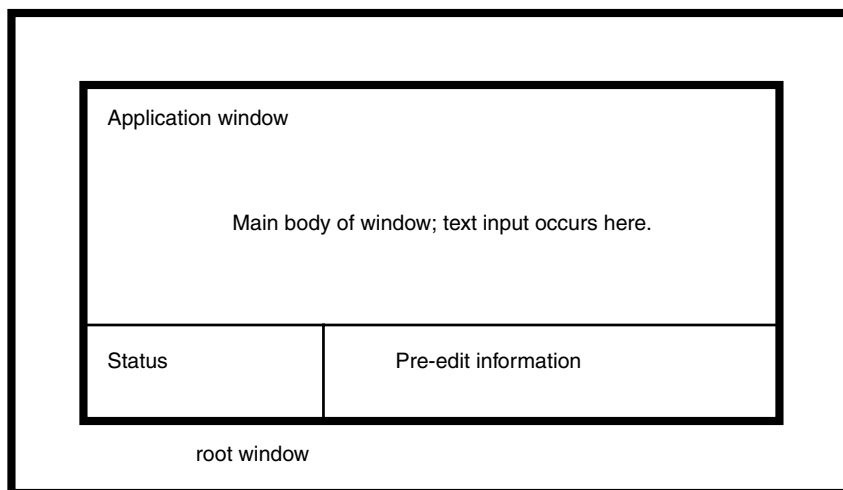 Application window
Main body of window; text input occurs here.
Status
Pre-edit information
root window